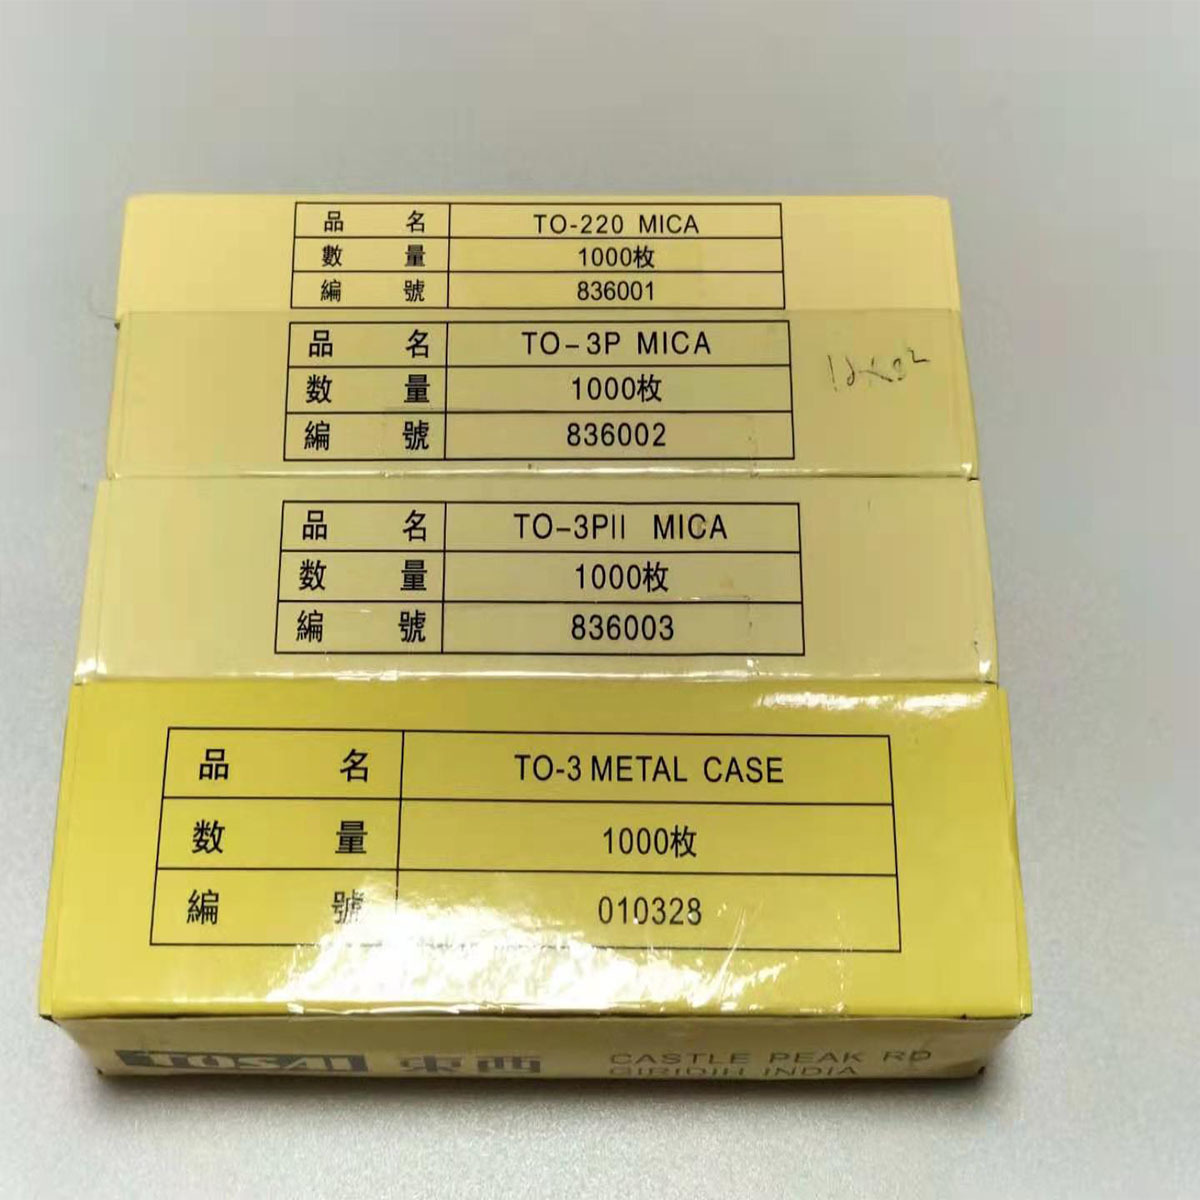 品 名 TO-220 MICA
數 量 1000枚
編 號 836001
品 名 TO-3P MICA
数 量 1000枚
編 號 836002
品 名 TO-3PII MICA
数 量 1000枚
編 號 836003
品 名 TO-3 METAL CASE
数 量 1000枚
編 號 010328
TOSAI 東西 CASTLE PEAK RD
GIRIDIH INDIA